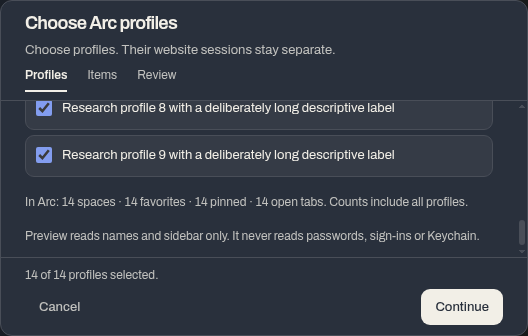 Choose Arc profiles
Choose profiles. Their website sessions stay separate.
Profiles Items Review
Research profile 8 with a deliberately long descriptive label
Research profile 9 with a deliberately long descriptive label
In Arc: 14 spaces · 14 favorites · 14 pinned · 14 open tabs. Counts include all profiles.
Preview reads names and sidebar only. It never reads passwords, sign-ins or Keychain.
14 of 14 profiles selected.
Cancel Continue